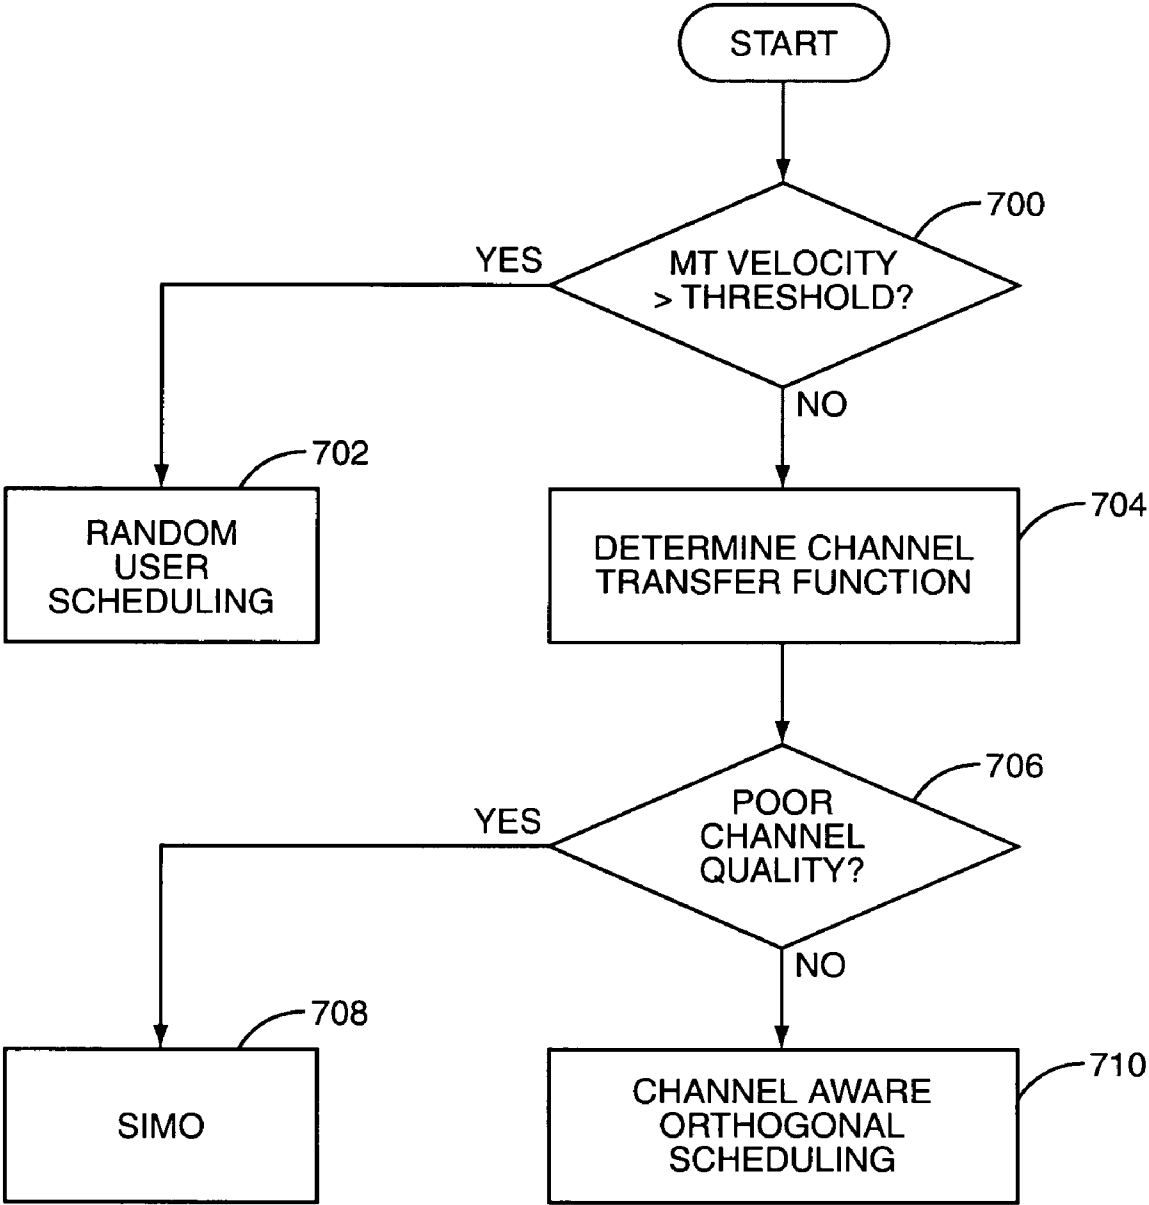 START
700
MT VELOCITY
> THRESHOLD?
YES
NO
702
RANDOM
USER
SCHEDULING
704
DETERMINE CHANNEL
TRANSFER FUNCTION
706
POOR
CHANNEL
QUALITY?
YES
NO
708
SIMO
710
CHANNEL AWARE
ORTHOGONAL
SCHEDULING